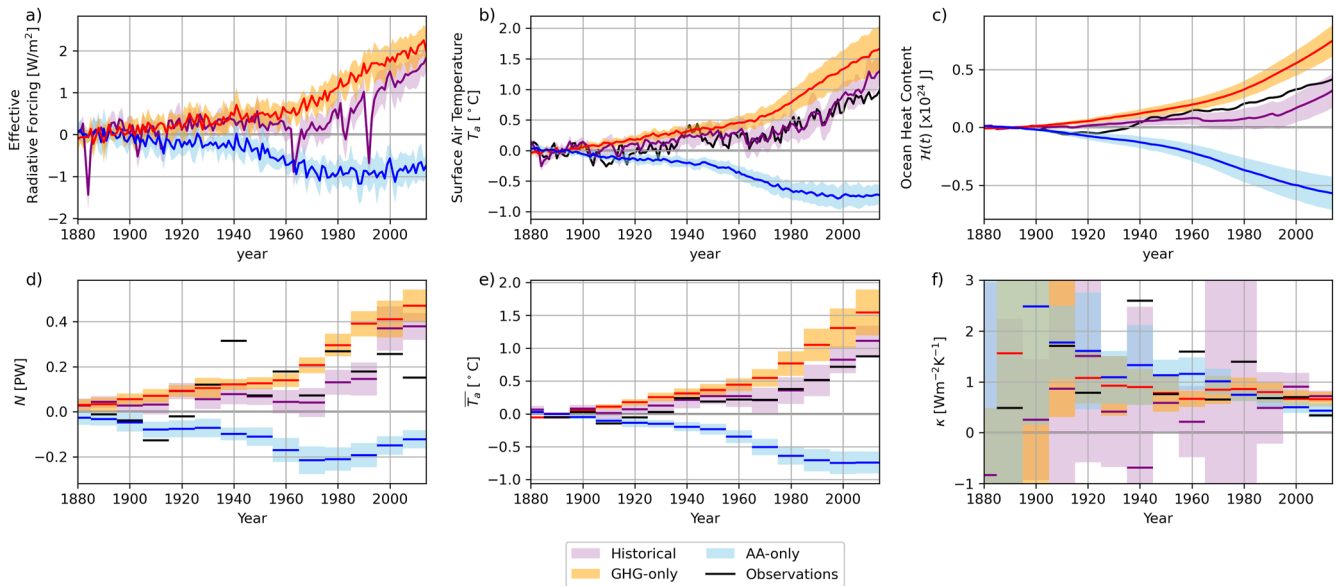 a)
Effective
Radiative Forcing [W/m²]
2
1
0
−1
−2
1880 1900 1920 1940 1960 1980 2000
year
b)
Surface Air Temperature
T̅ₐ [°C]
2.0
1.5
1.0
0.5
0.0
−0.5
−1.0
1880 1900 1920 1940 1960 1980 2000
year
c)
Ocean Heat Content
ℋ(t) [x10²⁴ J]
0.5
0.0
−0.5
1880 1900 1920 1940 1960 1980 2000
year
d)
N [PW]
0.4
0.2
0.0
−0.2
1880 1900 1920 1940 1960 1980 2000
Year
e)
T̅ₐ [°C]
2.0
1.5
1.0
0.5
0.0
−0.5
−1.0
1880 1900 1920 1940 1960 1980 2000
Year
f)
κ [Wm⁻²K⁻¹]
3
2
1
0
−1
1880 1900 1920 1940 1960 1980 2000
Year
Historical
GHG-only
AA-only
Observations